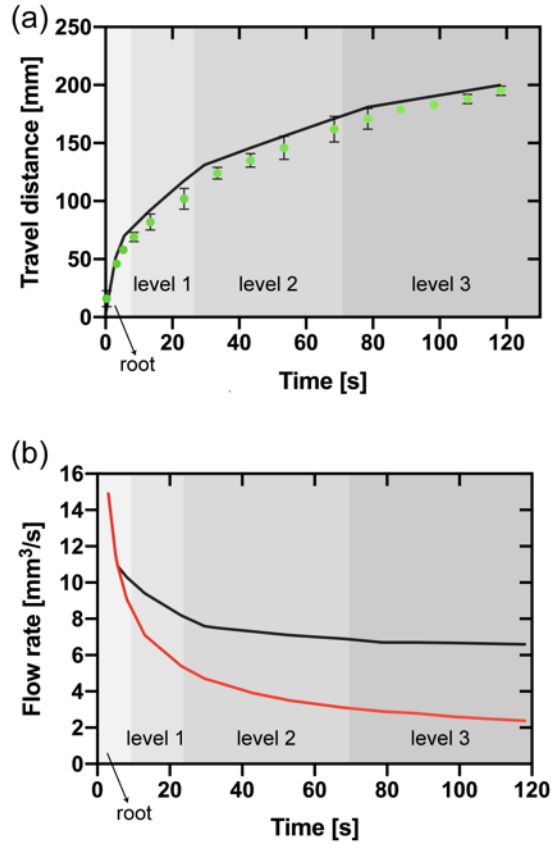 (a)
250
200
150
100
50
0
Travel distance [mm]
level 1
level 2
level 3
0 20 40 60 80 100 120
root
Time [s]
(b)
16
14
12
10
8
6
4
2
0
Flow rate [mm³/s]
level 1
level 2
level 3
0 20 40 60 80 100 120
root
Time [s]